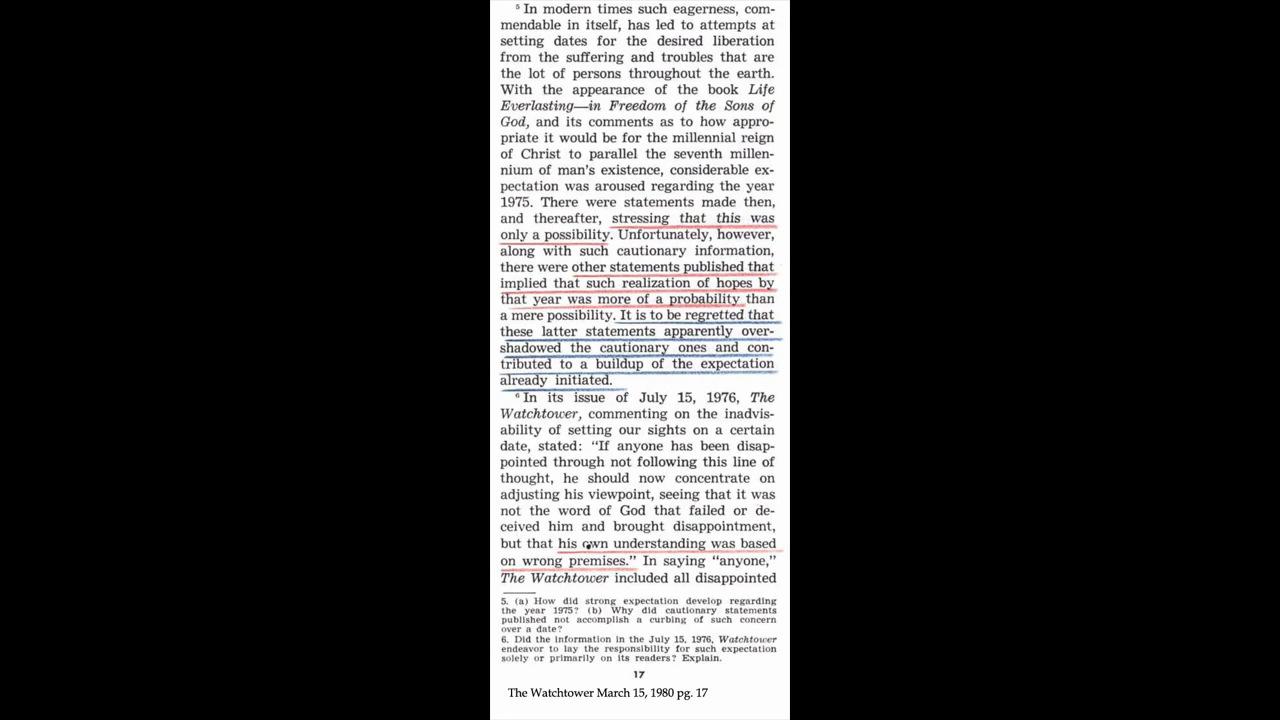 ⁵ In modern times such eagerness, com-
mendable in itself, has led to attempts at
setting dates for the desired liberation
from the suffering and troubles that are
the lot of persons throughout the earth.
With the appearance of the book Life
Everlasting—in Freedom of the Sons of
God, and its comments as to how appro-
priate it would be for the millennial reign
of Christ to parallel the seventh millen-
nium of man's existence, considerable ex-
pectation was aroused regarding the year
1975. There were statements made then,
and thereafter, stressing that this was
only a possibility. Unfortunately, however,
along with such cautionary information,
there were other statements published that
implied that such realization of hopes by
that year was more of a probability than
a mere possibility. It is to be regretted that
these latter statements apparently over-
shadowed the cautionary ones and con-
tributed to a buildup of the expectation
already initiated.
⁶ In its issue of July 15, 1976, The
Watchtower, commenting on the inadvis-
ability of setting our sights on a certain
date, stated: "If anyone has been disap-
pointed through not following this line of
thought, he should now concentrate on
adjusting his viewpoint, seeing that it was
not the word of God that failed or de-
ceived him and brought disappointment,
but that his own understanding was based
on wrong premises." In saying "anyone,"
The Watchtower included all disappointed
5. (a) How did strong expectation develop regarding
the year 1975? (b) Why did cautionary statements
published not accomplish a curbing of such concern
over a date?
6. Did the information in the July 15, 1976, Watchtower
endeavor to lay the responsibility for such expectation
solely or primarily on its readers? Explain.
17
The Watchtower March 15, 1980 pg. 17